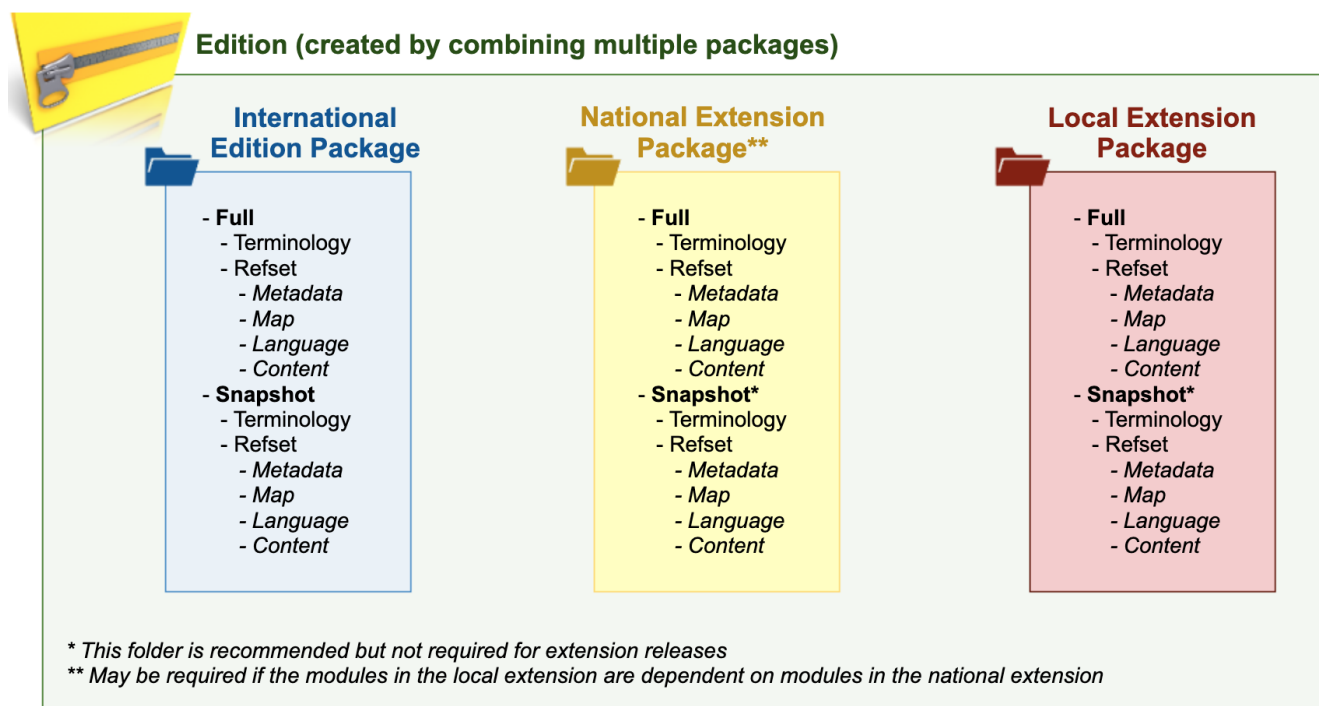 Edition (created by combining multiple packages)
International
Edition Package
- Full
- Terminology
- Refset
- Metadata
- Map
- Language
- Content
- Snapshot
- Terminology
- Refset
- Metadata
- Map
- Language
- Content
National Extension
Package**
- Full
- Terminology
- Refset
- Metadata
- Map
- Language
- Content
- Snapshot*
- Terminology
- Refset
- Metadata
- Map
- Language
- Content
Local Extension
Package
- Full
- Terminology
- Refset
- Metadata
- Map
- Language
- Content
- Snapshot*
- Terminology
- Refset
- Metadata
- Map
- Language
- Content
* This folder is recommended but not required for extension releases
** May be required if the modules in the local extension are dependent on modules in the national extension